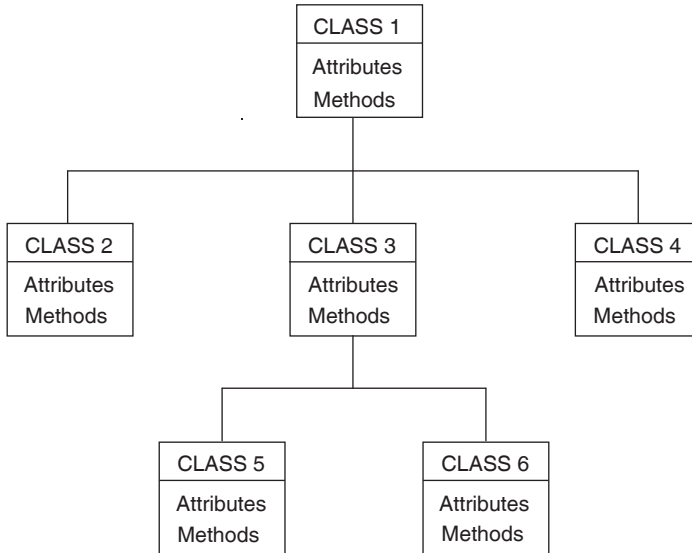 CLASS 1
Attributes
Methods
CLASS 2
Attributes
Methods
CLASS 3
Attributes
Methods
CLASS 4
Attributes
Methods
CLASS 5
Attributes
Methods
CLASS 6
Attributes
Methods